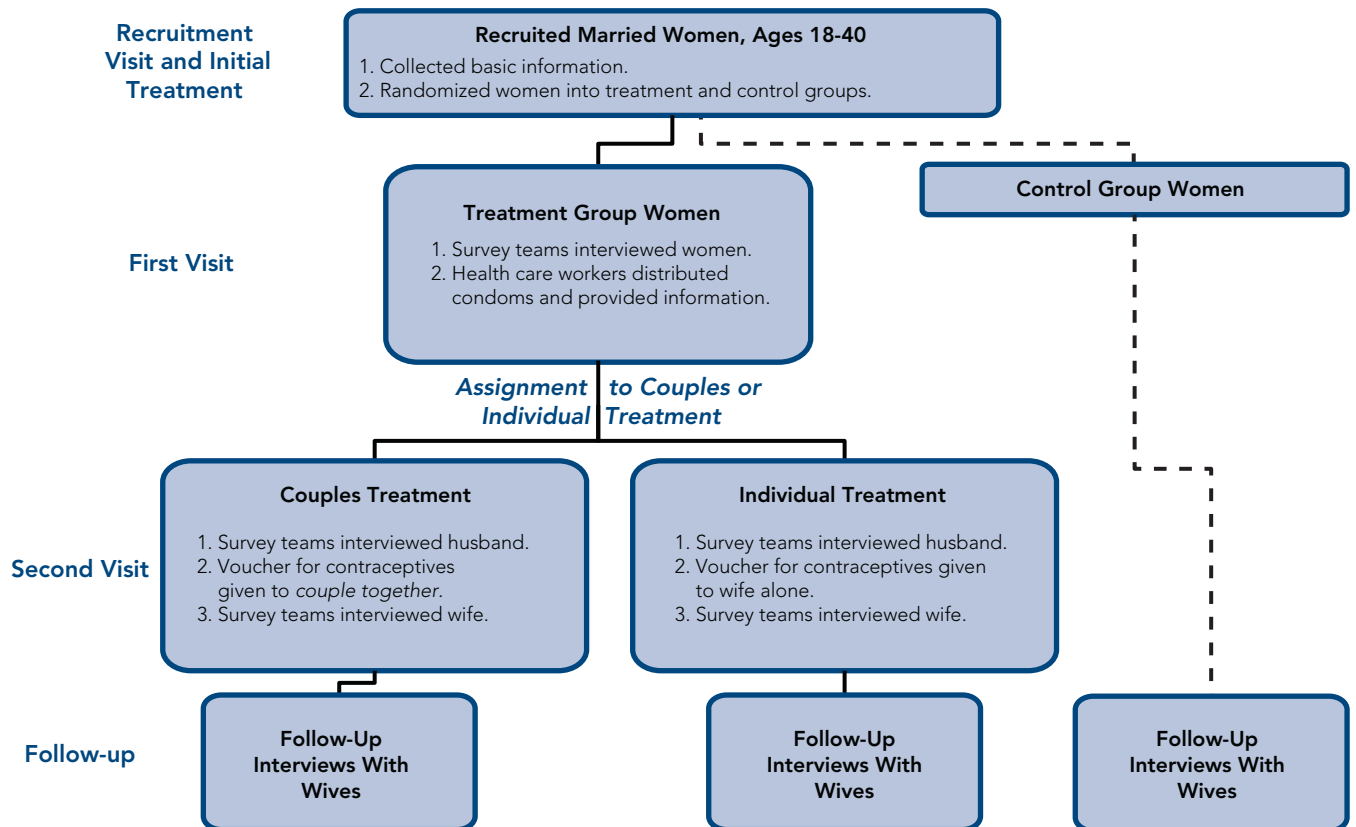 Recruitment
Visit and Initial
Treatment
Recruited Married Women, Ages 18-40
1. Collected basic information.
2. Randomized women into treatment and control groups.
Control Group Women
First Visit
Treatment Group Women
1. Survey teams interviewed women.
2. Health care workers distributed
condoms and provided information.
Assignment to Couples or
Individual Treatment
Second Visit
Couples Treatment
1. Survey teams interviewed husband.
2. Voucher for contraceptives
given to couple together.
3. Survey teams interviewed wife.
Individual Treatment
1. Survey teams interviewed husband.
2. Voucher for contraceptives given
to wife alone.
3. Survey teams interviewed wife.
Follow-up
Follow-Up
Interviews With
Wives
Follow-Up
Interviews With
Wives
Follow-Up
Interviews With
Wives